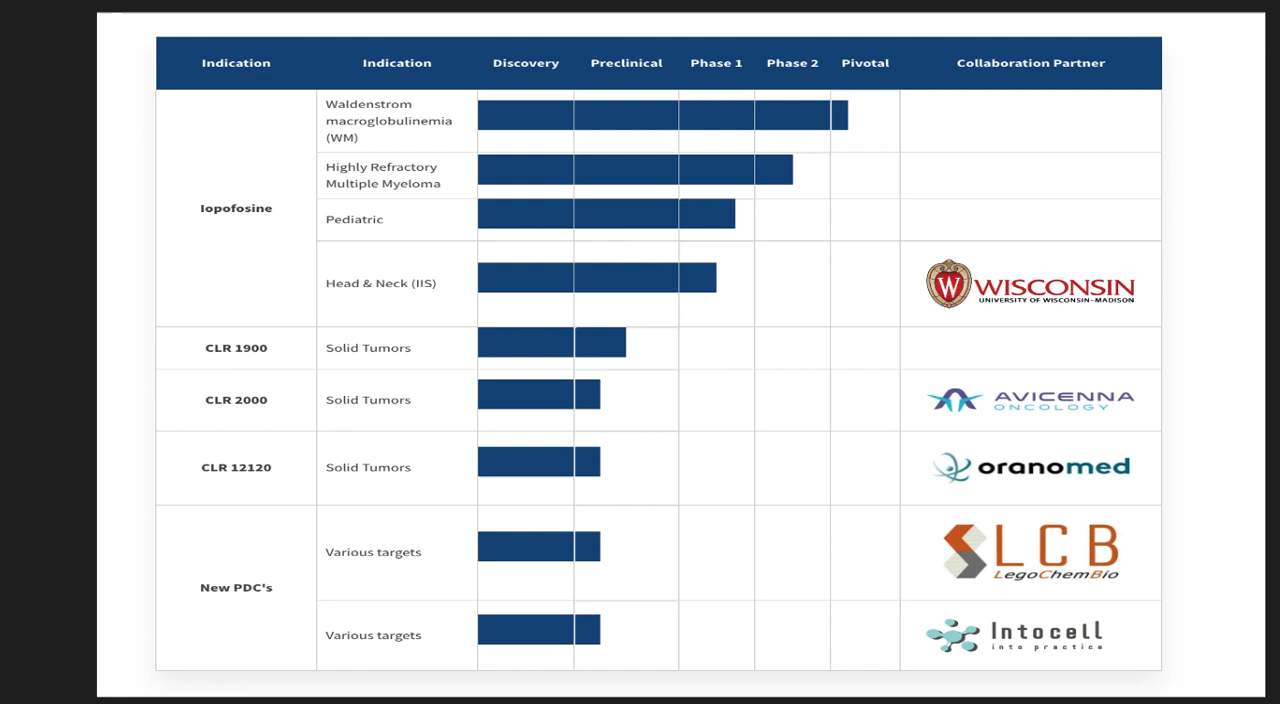 Indication
Indication
Discovery
Preclinical
Phase 1
Phase 2
Pivotal
Collaboration Partner
Iopofosine
Waldenstrom
macroglobulinemia
(WM)
Highly Refractory
Multiple Myeloma
Pediatric
Head & Neck (IIS)
W
WISCONSIN
UNIVERSITY OF WISCONSIN–MADISON
CLR 1900
Solid Tumors
CLR 2000
Solid Tumors
AVICENNA
ONCOLOGY
CLR 12120
Solid Tumors
oranomed
New PDC's
Various targets
LCB
LegoChemBio
Various targets
Intocell
into practice